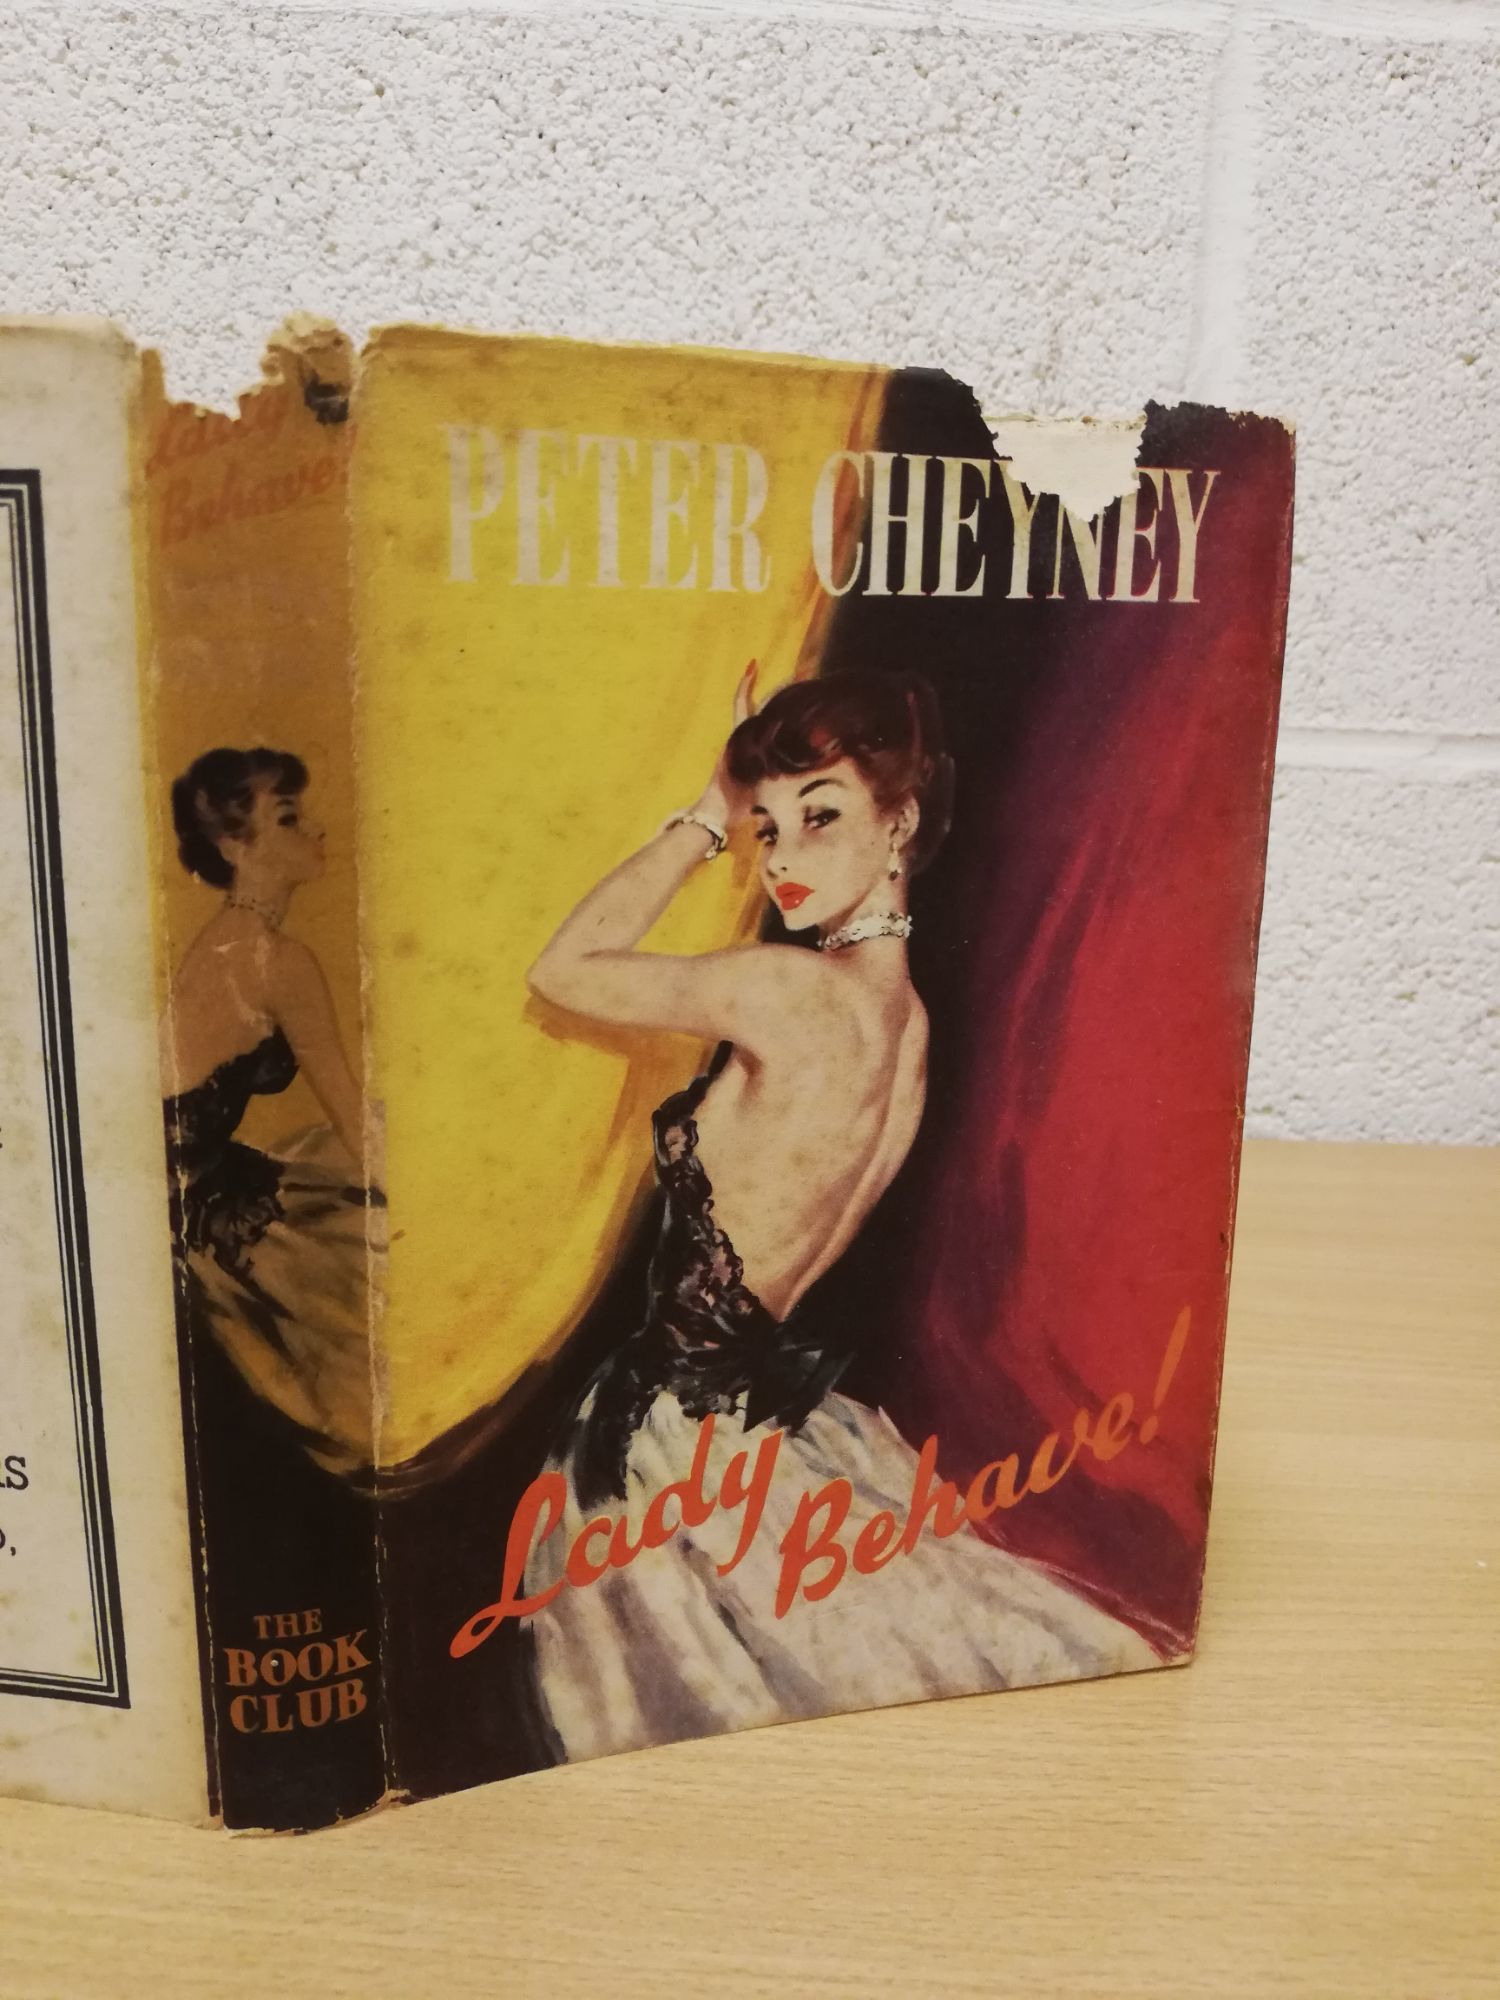 Lady
Behave!
THE
BOOK
CLUB
PETER CHEYNEY
Lady Behave!